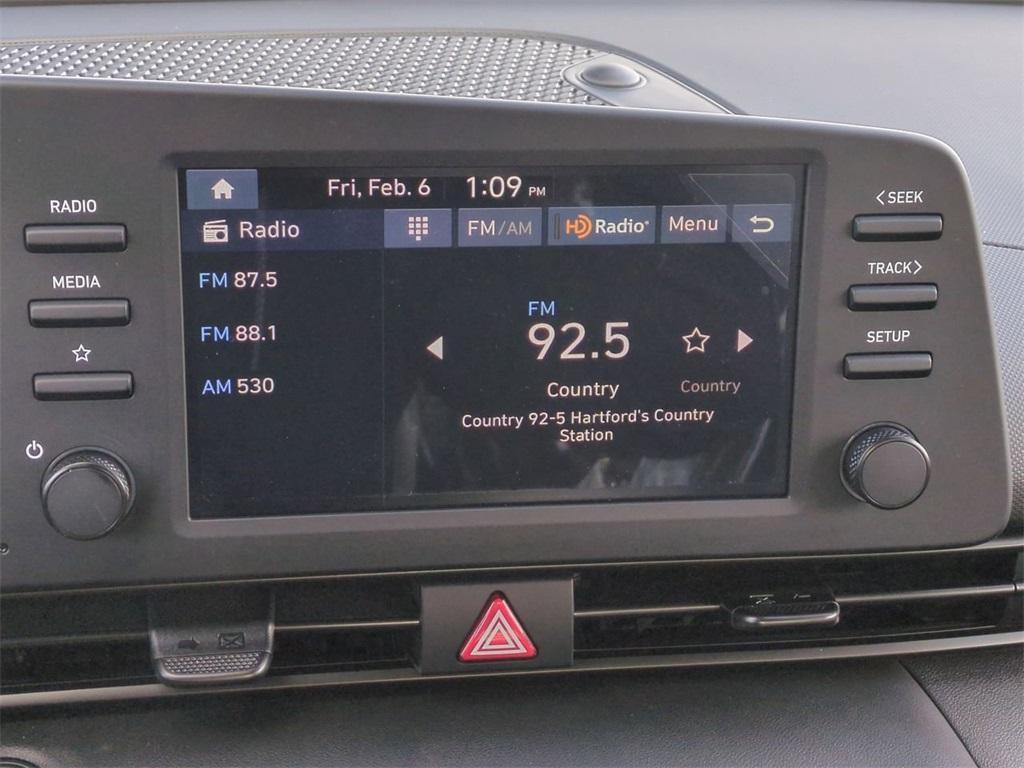 Fri, Feb. 6 1:09 PM
RADIO
<SEEK
Radio
FM/AM
HD Radio®
Menu
FM 87.5
MEDIA
TRACK>
FM 88.1
FM
92.5
SETUP
AM 530
Country
Country
Country 92-5 Hartford's Country
Station